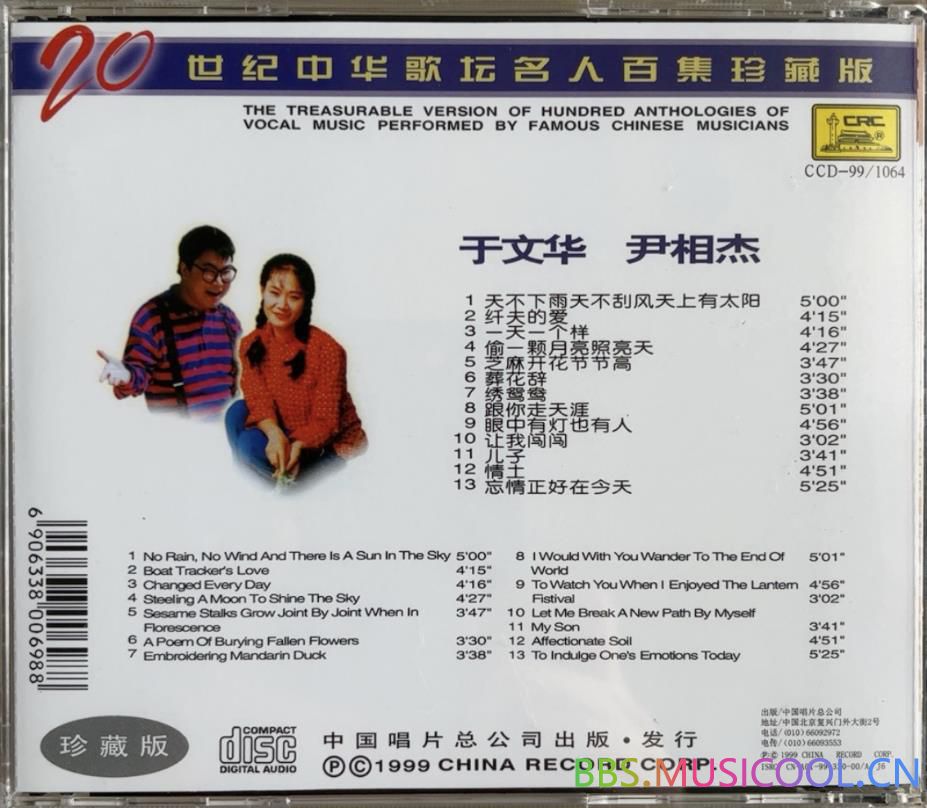 20
世纪中华歌坛名人百集珍藏版
THE TREASURABLE VERSION OF HUNDRED ANTHOLOGIES OF
VOCAL MUSIC PERFORMED BY FAMOUS CHINESE MUSICIANS
CRC
®
CCD-99/1064
于文华 尹相杰
1 天不下雨天不刮风天上有太阳 5'00"
2 纤夫的爱 4'15"
3 一天一个样 4'16"
4 偷一颗月亮照亮天 4'27"
5 芝麻开花节节高 3'47"
6 葬花辞 3'30"
7 绣鸳鸯 3'38"
8 跟你走天涯 5'01"
9 眼中有灯也有人 4'56"
10 让我闯闯 3'02"
11 儿子 3'41"
12 情土 4'51"
13 忘情正好在今天 5'25"
1 No Rain, No Wind And There Is A Sun In The Sky 5'00"
2 Boat Tracker's Love 4'15"
3 Changed Every Day 4'16"
4 Steeling A Moon To Shine The Sky 4'27"
5 Sesame Stalks Grow Joint By Joint When In 3'47"
Florescence
6 A Poem Of Burying Fallen Flowers 3'30"
7 Embroidering Mandarin Duck 3'38"
8 I Would With You Wander To The End Of 5'01"
World
9 To Watch You When I Enjoyed The Lantern 4'56"
Fistival 3'02"
10 Let Me Break A New Path By Myself
11 My Son 3'41"
12 Affectionate Soil 4'51"
13 To Indulge One's Emotions Today 5'25"
6 906338 006988
珍藏版
COMPACT
disc
DIGITAL AUDIO
中国唱片总公司出版·发行
Ⓟ©1999 CHINA RECORD CORP.
出版/中国唱片总公司
地址/中国北京复兴门外大街2号
电话/(010)66092972
电传/(010)66093553
Ⓟ·©1999 CHINA RECORD CORP.
BBS.MUSICOOL.CN